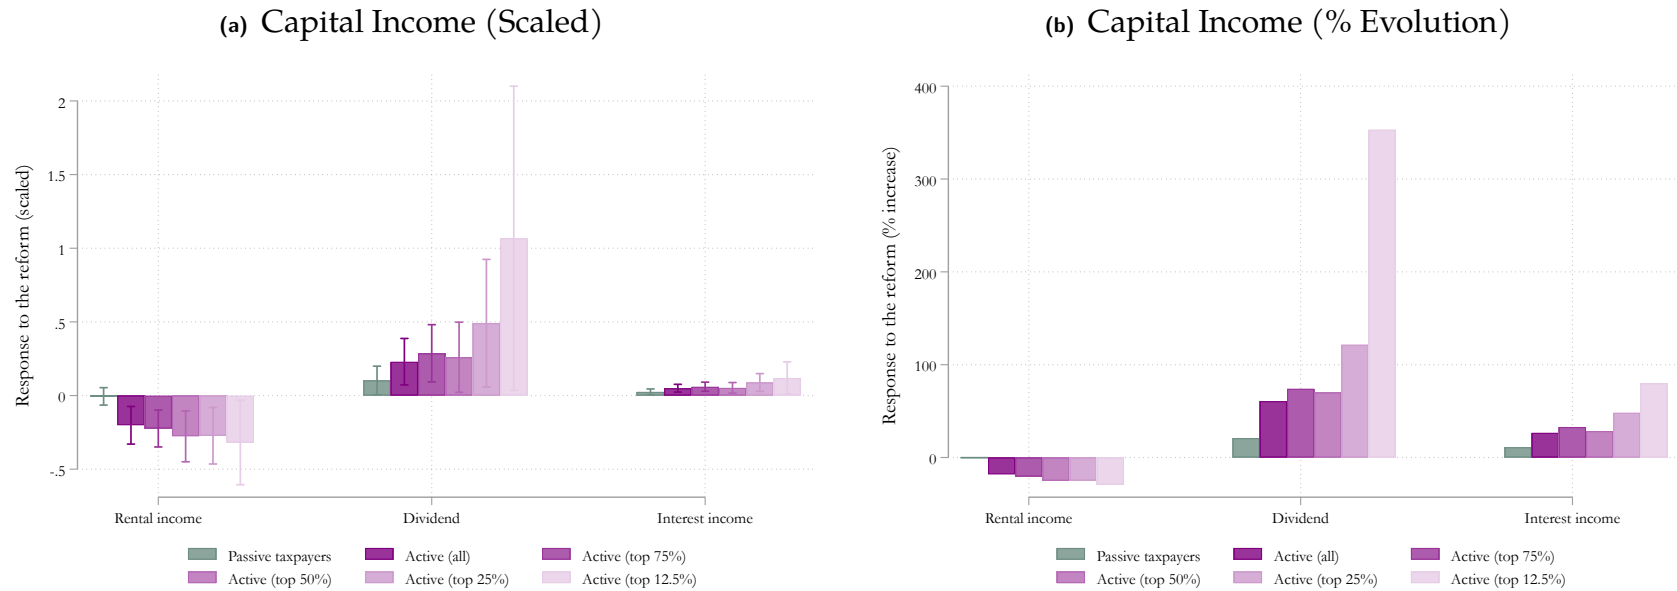 (a) Capital Income (Scaled)
Response to the reform (scaled)
2
1.5
1
.5
0
-.5
Rental income Dividend Interest income
Passive taxpayers Active (all) Active (top 75%)
Active (top 50%) Active (top 25%) Active (top 12.5%)
(b) Capital Income (% Evolution)
Response to the reform (% increase)
400
300
200
100
0
Rental income Dividend Interest income
Passive taxpayers Active (all) Active (top 75%)
Active (top 50%) Active (top 25%) Active (top 12.5%)